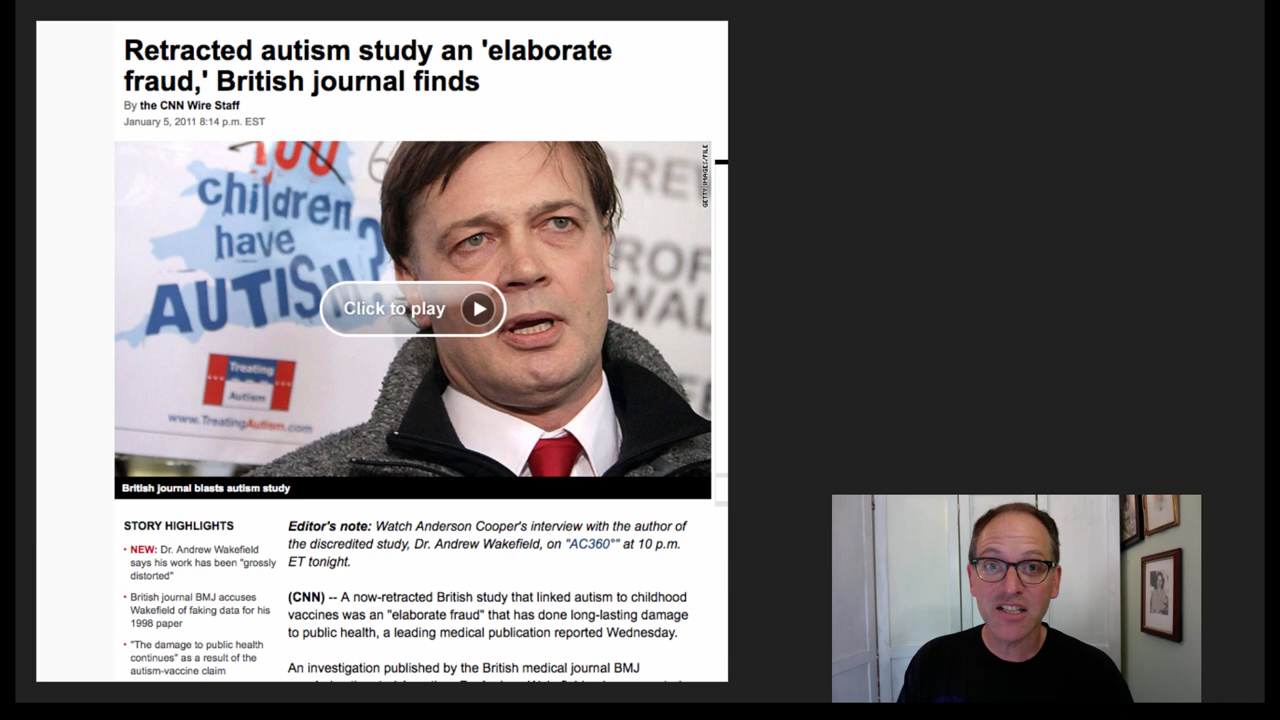 Retracted autism study an 'elaborate
fraud,' British journal finds
By the CNN Wire Staff
January 5, 2011 8:14 p.m. EST
GETTY IMAGES/FILE
100
children
have
AUTISM?
Treating
Autism
www.TreatingAutism.com
Click to play
British journal blasts autism study
STORY HIGHLIGHTS
• NEW: Dr. Andrew Wakefield
says his work has been "grossly
distorted"
• British journal BMJ accuses
Wakefield of faking data for his
1998 paper
• "The damage to public health
continues" as a result of the
autism-vaccine claim
Editor's note: Watch Anderson Cooper's interview with the author of
the discredited study, Dr. Andrew Wakefield, on "AC360°" at 10 p.m.
ET tonight.
(CNN) -- A now-retracted British study that linked autism to childhood
vaccines was an "elaborate fraud" that has done long-lasting damage
to public health, a leading medical publication reported Wednesday.
An investigation published by the British medical journal BMJ